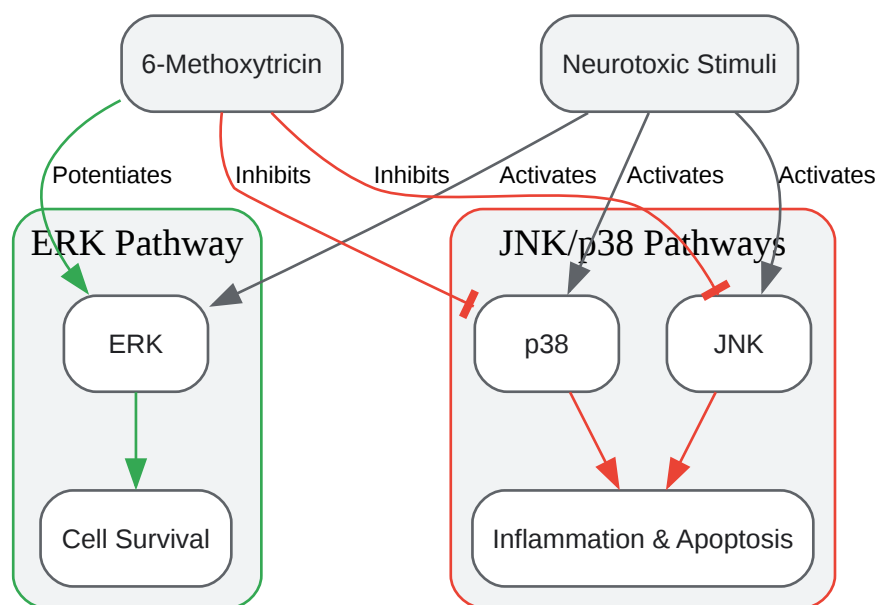 6-Methoxytricin
Neurotoxic Stimuli
Potentiates
Inhibits
Inhibits
Activates
Activates
Activates
ERK Pathway
JNK/p38 Pathways
ERK
p38
JNK
Cell Survival
Inflammation & Apoptosis